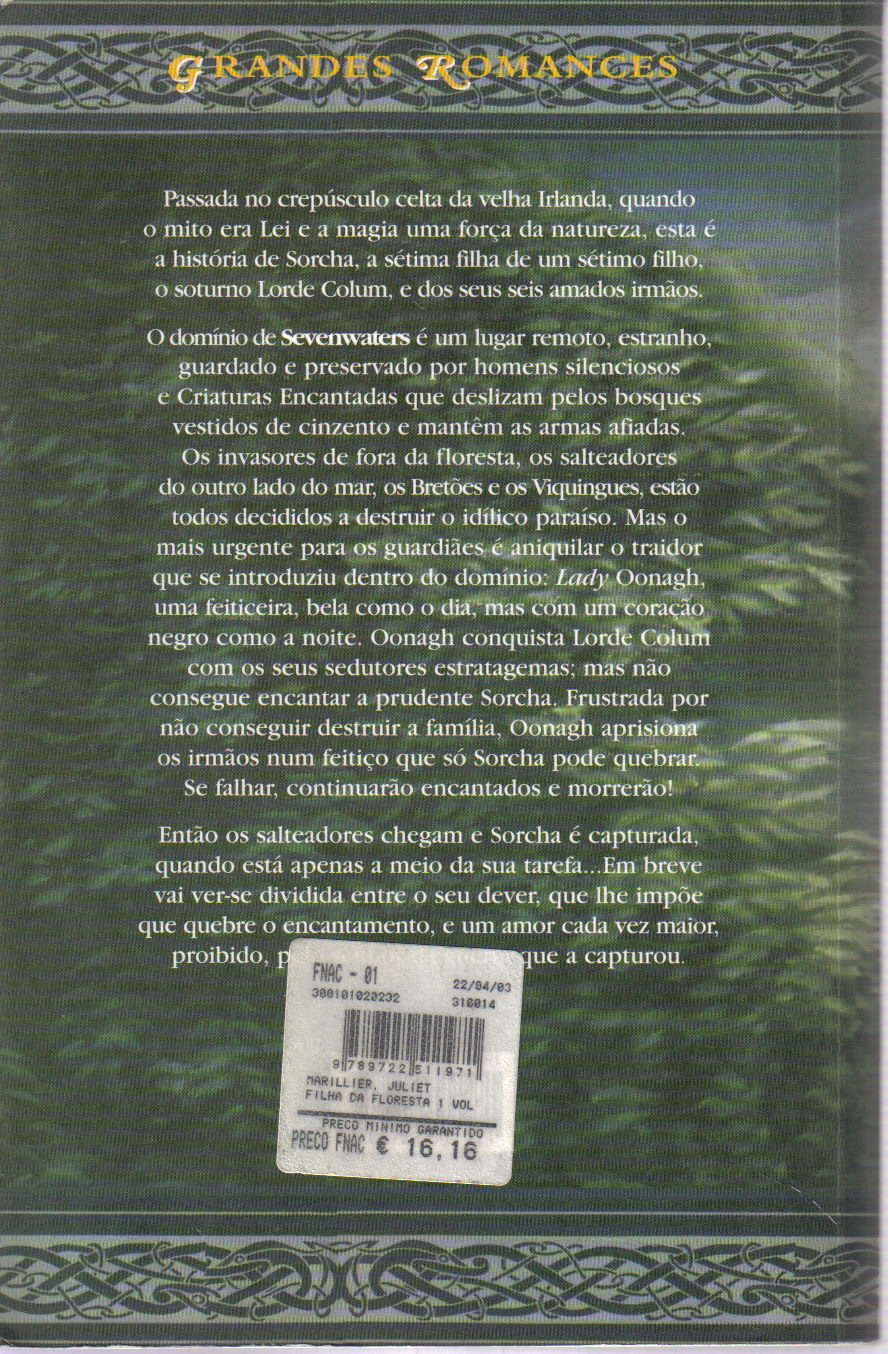 GRANDES ROMANCES
Passada no crepúsculo celta da velha Irlanda, quando
o mito era Lei e a magia uma força da natureza, esta é
a história de Sorcha, a sétima filha de um sétimo filho,
o soturno Lorde Colum, e dos seus seis amados irmãos.
O domínio de Sevenwaters é um lugar remoto, estranho,
guardado e preservado por homens silenciosos
e Criaturas Encantadas que deslizam pelos bosques
vestidos de cinzento e mantêm as armas afiadas.
Os invasores de fora da floresta, os salteadores
do outro lado do mar, os Bretões e os Viquingues, estão
todos decididos a destruir o idílico paraíso. Mas o
mais urgente para os guardiães é aniquilar o traidor
que se introduziu dentro do domínio: Lady Oonagh,
uma feiticeira, bela como o dia, mas com um coração
negro como a noite. Oonagh conquista Lorde Colum
com os seus sedutores estratagemas; mas não
consegue encantar a prudente Sorcha. Frustrada por
não conseguir destruir a família, Oonagh aprisiona
os irmãos num feitiço que só Sorcha pode quebrar.
Se falhar, continuarão encantados e morrerão!
Então os salteadores chegam e Sorcha é capturada,
quando está apenas a meio da sua tarefa...Em breve
vai ver-se dividida entre o seu dever, que lhe impõe
que quebre o encantamento, e um amor cada vez maior,
proibido, que a capturou.
FNAC - 01 22/04/03
300101020232 310014
9 789722 511971
MARILLIER, JULIET
FILHA DA FLORESTA 1 VOL
PRECO MINIMO GARANTIDO
PRECO FNAC € 16,16